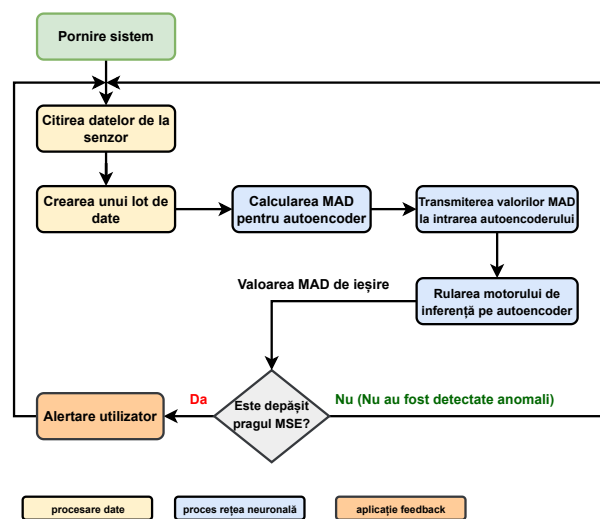 Pornire sistem
Citirea datelor de la
senzor
Crearea unui lot de
date
Calcularea MAD
pentru autoencoder
Transmiterea valorilor MAD
la intrarea autoencoderului
Rularea motorului de
inferență pe autoencoder
Valoarea MAD de ieșire
Este depășit
pragul MSE?
Da
Nu (Nu au fost detectate anomali)
Alertare utilizator
procesare date
proces rețea neuronală
aplicație feedback